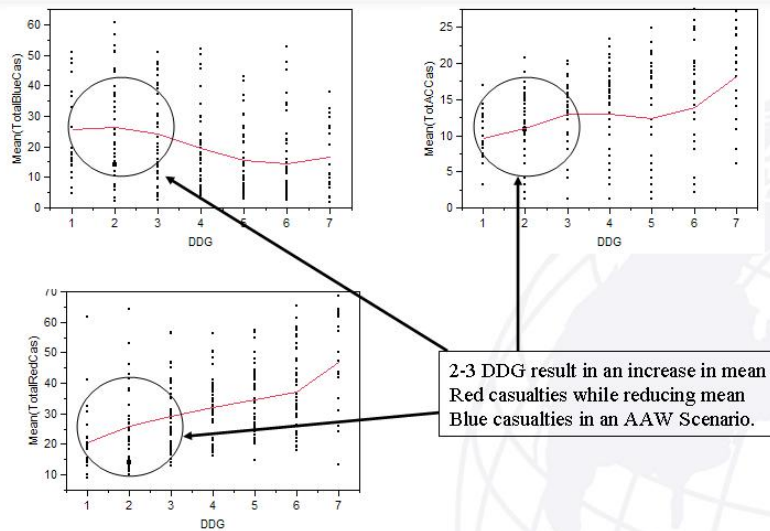 Mean(TotalBlueCas)
60
50
40
30
20
10
0
1 2 3 4 5 6 7
DDG
Mean(TotACCas)
25
20
15
10
5
0
1 2 3 4 5 6 7
DDG
Mean(TotalRedCas)
70
60
50
40
30
20
10
1 2 3 4 5 6 7
DDG
2-3 DDG result in an increase in mean
Red casualties while reducing mean
Blue casualties in an AAW Scenario.